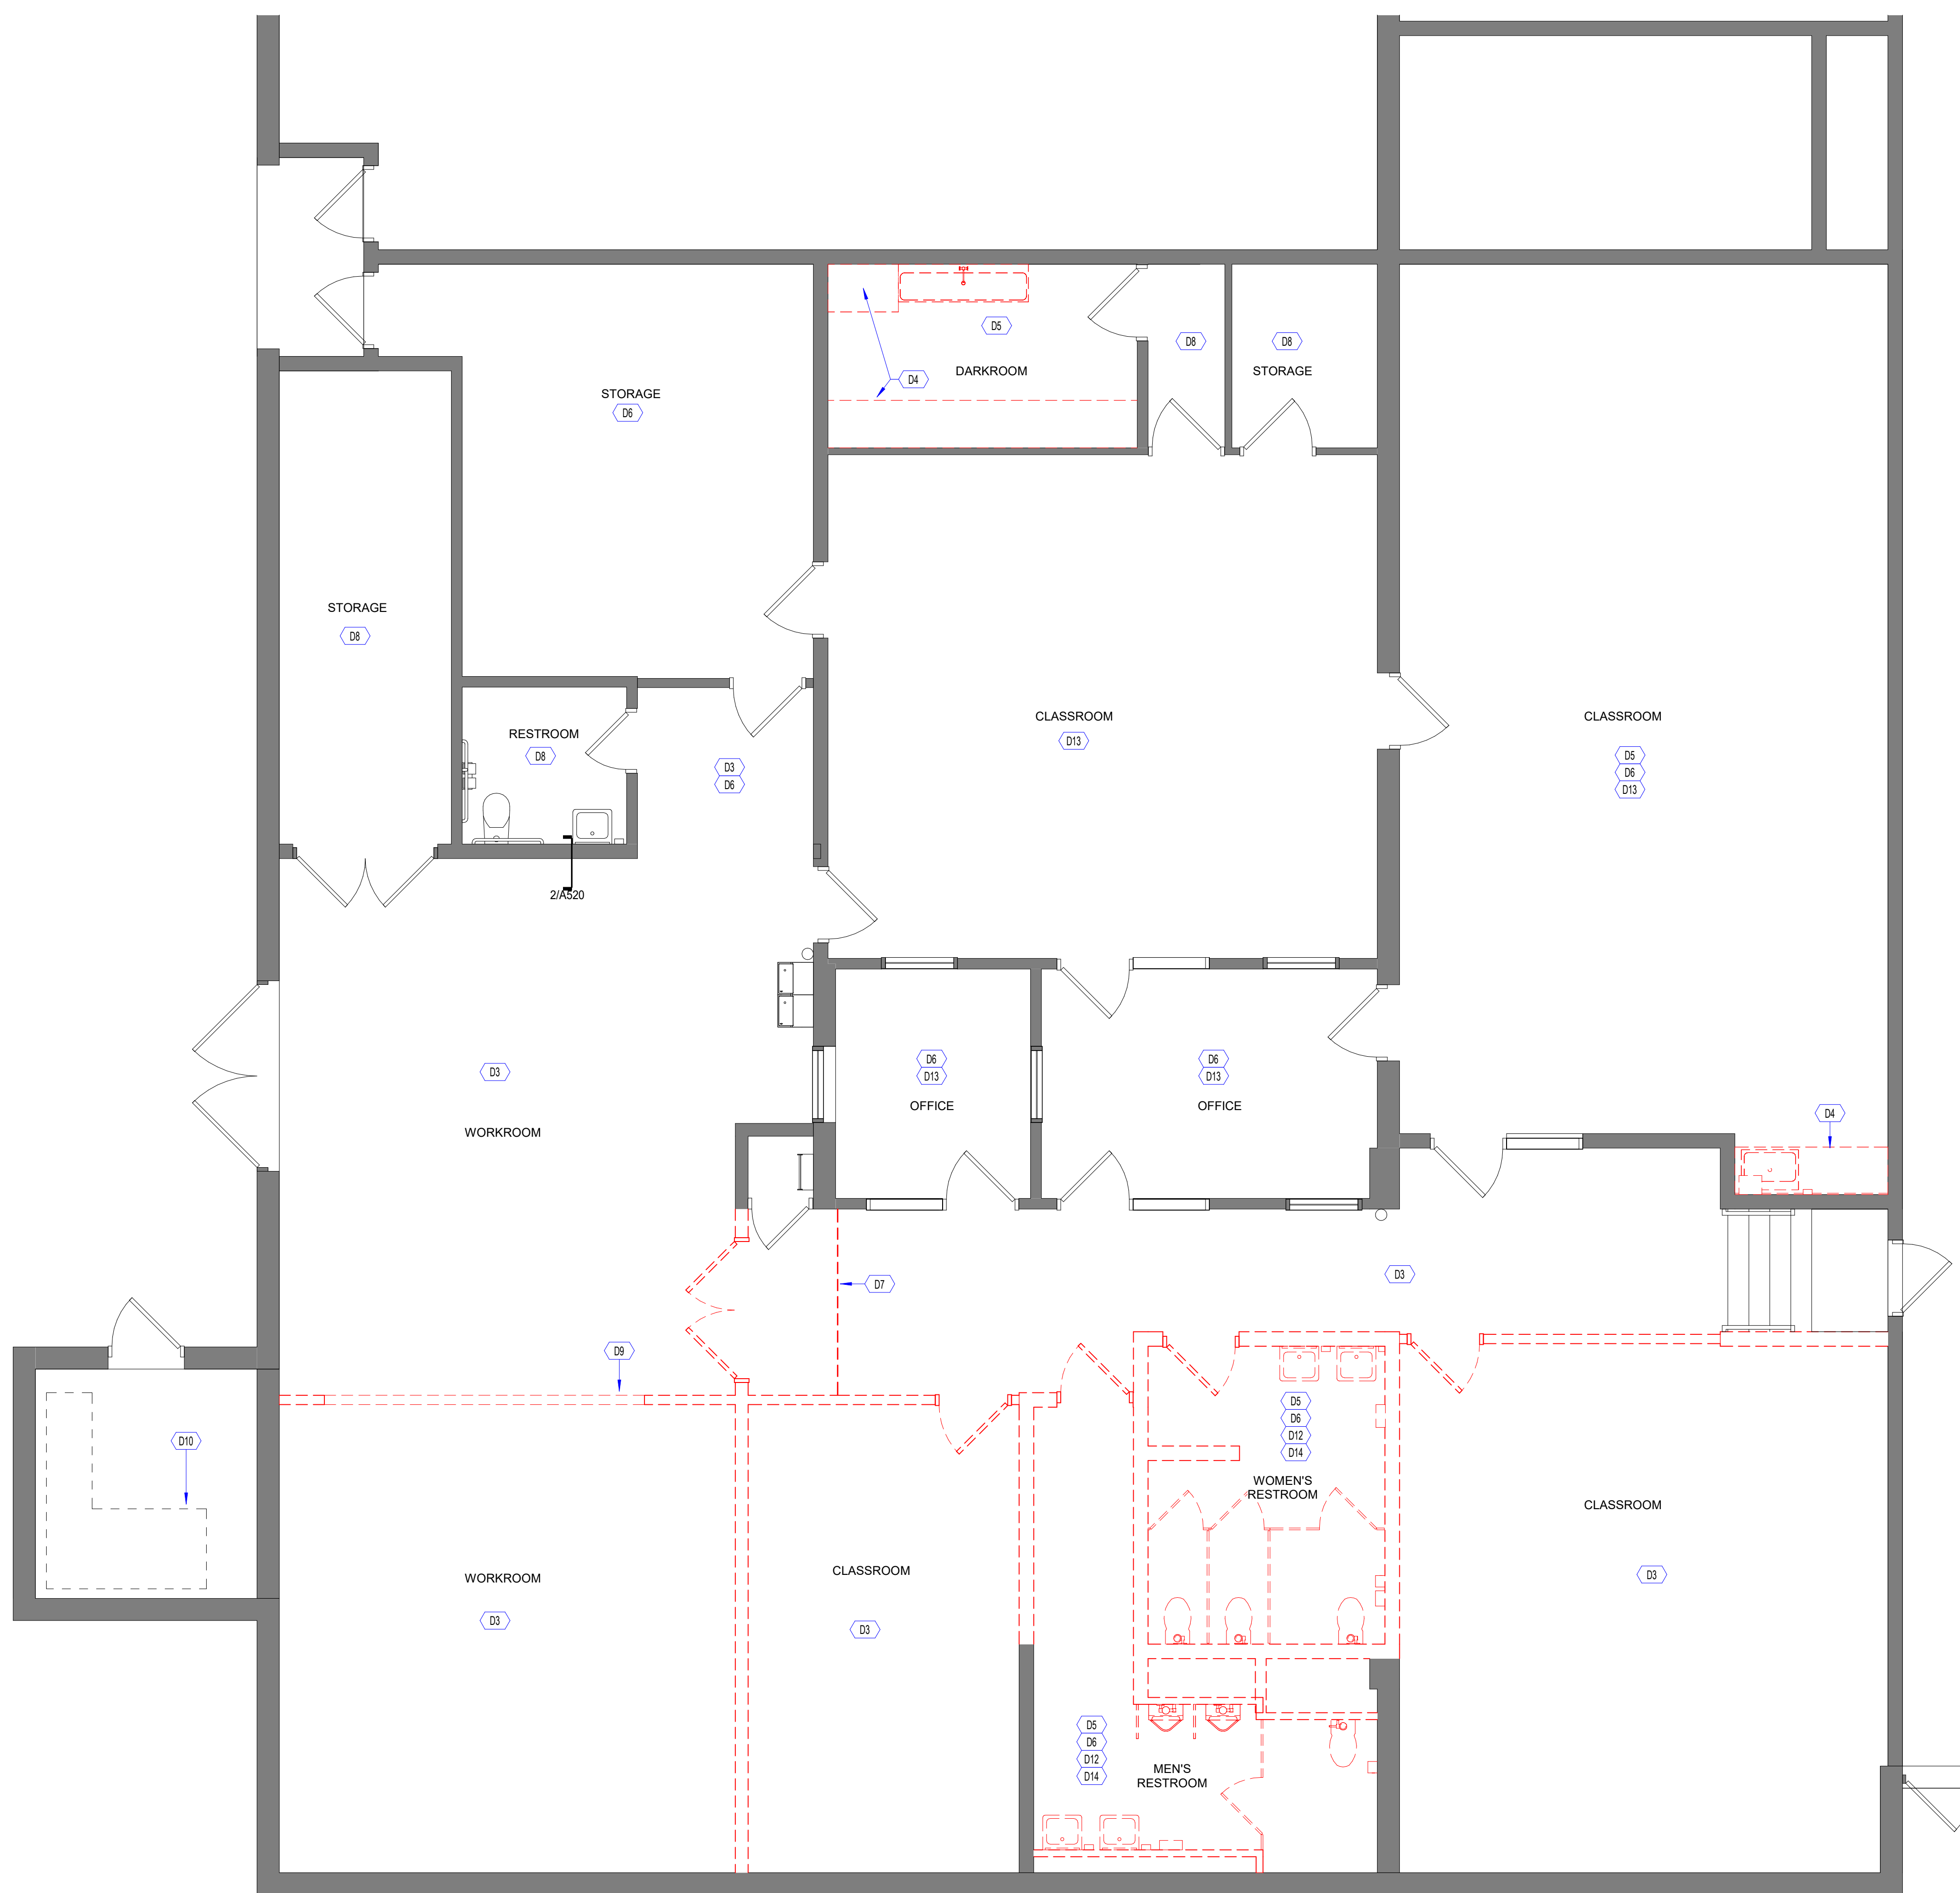 D5
D8
D8
DARKROOM
STORAGE
D4
STORAGE
D6
STORAGE
D8
RESTROOM
D8
D3
D6
CLASSROOM
D13
CLASSROOM
D5
D6
D13
2/A520
D3
WORKROOM
D6
D13
OFFICE
D6
D13
OFFICE
D4
D7
D3
D9
D10
D5
D6
D12
D14
WOMEN'S
RESTROOM
CLASSROOM
D3
WORKROOM
D3
CLASSROOM
D3
D5
D6
D12
D14
MEN'S
RESTROOM